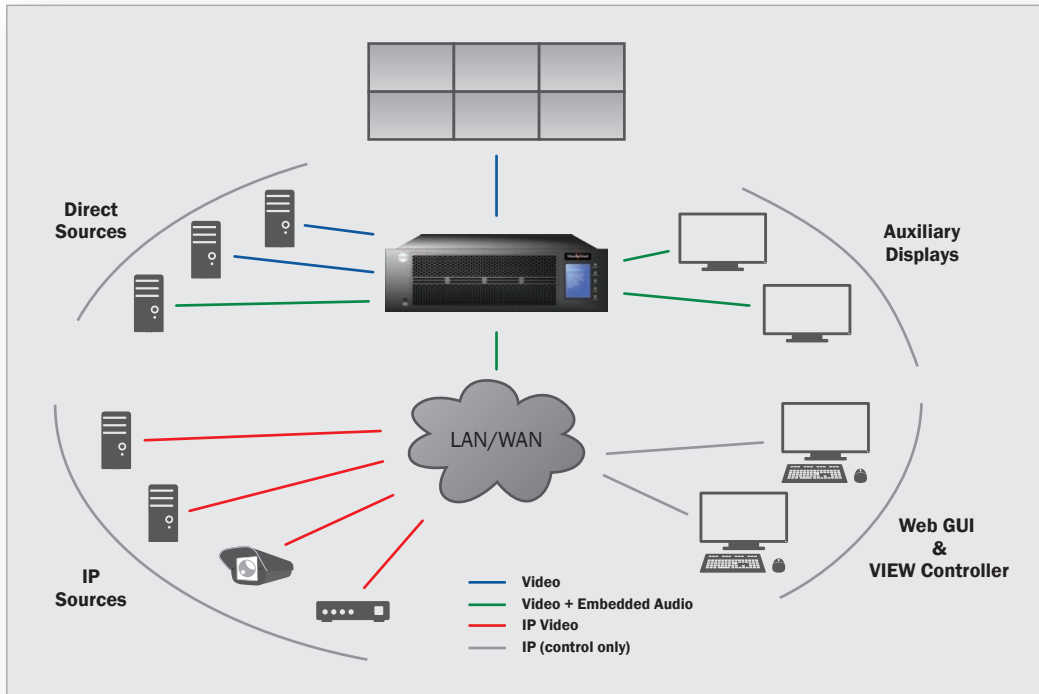 Direct
Sources
Auxiliary
Displays
LAN/WAN
IP
Sources
Web GUI
&
VIEW Controller
Video
Video + Embedded Audio
IP Video
IP (control only)